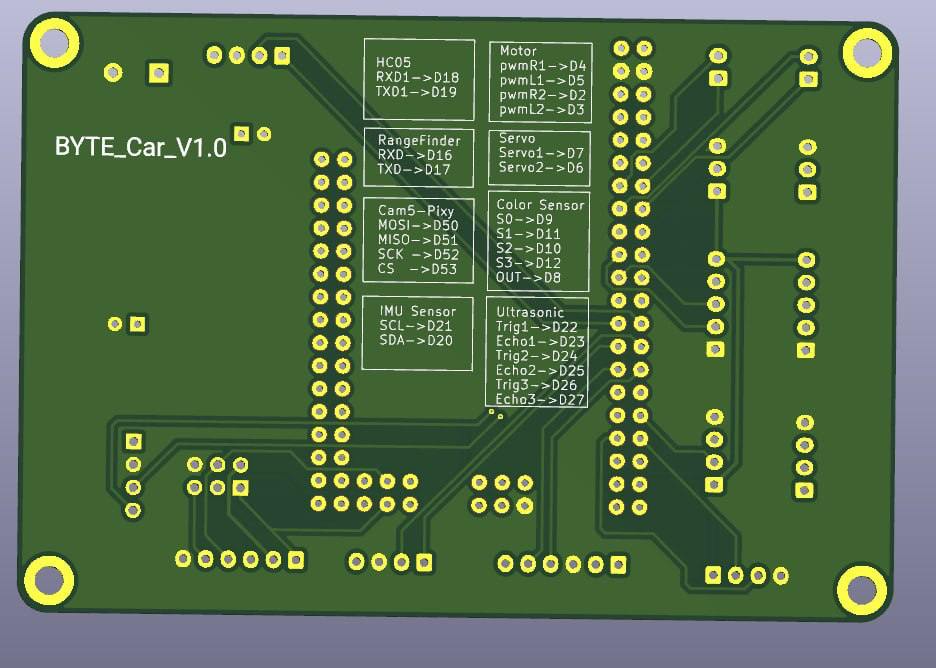 HC05
RXD1->D18
TXD1->D19
Motor
pwmR1->D4
pwmL1->D5
pwmR2->D2
pwmL2->D3
BYTE_Car_V1.0
RangeFinder
RXD->D16
TXD->D17
Servo
Servo1->D7
Servo2->D6
Cam5-Pixy
MOSI->D50
MISO->D51
SCK ->D52
CS  ->D53
Color Sensor
S0->D9
S1->D11
S2->D10
S3->D12
OUT->D8
IMU Sensor
SCL->D21
SDA->D20
Ultrasonic
Trig1->D22
Echo1->D23
Trig2->D24
Echo2->D25
Trig3->D26
Echo3->D27